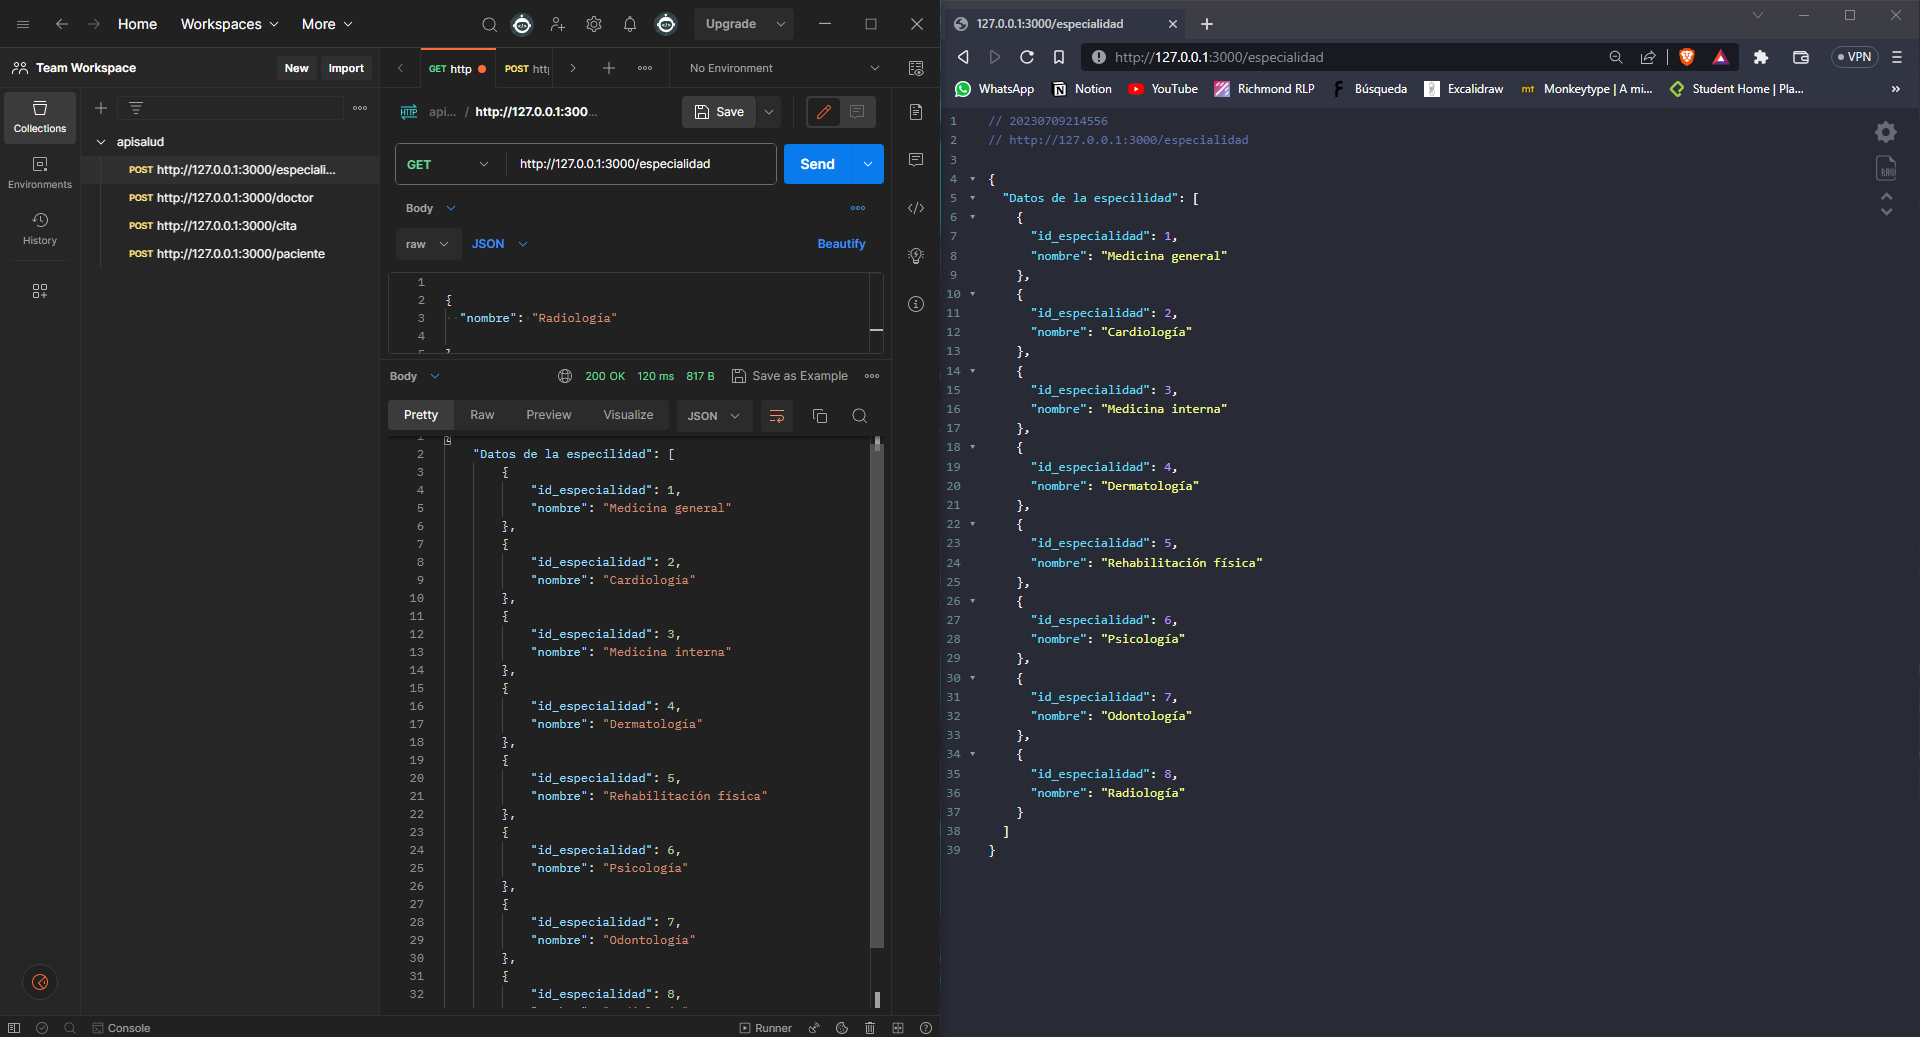 Home
Workspaces
More
Upgrade
Team Workspace
New
Import
GET http
POST htt
No Environment
Collections
Environments
History
apisalud
POST http://127.0.0.1:3000/especiali...
POST http://127.0.0.1:3000/doctor
POST http://127.0.0.1:3000/cita
POST http://127.0.0.1:3000/paciente
HTTP
api... / http://127.0.0.1:300...
Save
GET
http://127.0.0.1:3000/especialidad
Send
Body
raw
JSON
Beautify
1
2 {
3 "nombre": "Radiología"
4
Body
200 OK 120 ms 817 B
Save as Example
Pretty
Raw
Preview
Visualize
JSON
1 {
2 "Datos de la especilidad": [
3 {
4 "id_especialidad": 1,
5 "nombre": "Medicina general"
6 },
7 {
8 "id_especialidad": 2,
9 "nombre": "Cardiología"
10 },
11 {
12 "id_especialidad": 3,
13 "nombre": "Medicina interna"
14 },
15 {
16 "id_especialidad": 4,
17 "nombre": "Dermatología"
18 },
19 {
20 "id_especialidad": 5,
21 "nombre": "Rehabilitación física"
22 },
23 {
24 "id_especialidad": 6,
25 "nombre": "Psicología"
26 },
27 {
28 "id_especialidad": 7,
29 "nombre": "Odontología"
30 },
31 {
32 "id_especialidad": 8,
Console
Runner
127.0.0.1:3000/especialidad
http://127.0.0.1:3000/especialidad
VPN
WhatsApp
Notion
YouTube
Richmond RLP
Búsqueda
Excalidraw
mt Monkeytype | A mi...
Student Home | Pla...
»
RAW
1 // 20230709214556
2 // http://127.0.0.1:3000/especialidad
3
4 {
5 "Datos de la especilidad": [
6 {
7 "id_especialidad": 1,
8 "nombre": "Medicina general"
9 },
10 {
11 "id_especialidad": 2,
12 "nombre": "Cardiología"
13 },
14 {
15 "id_especialidad": 3,
16 "nombre": "Medicina interna"
17 },
18 {
19 "id_especialidad": 4,
20 "nombre": "Dermatología"
21 },
22 {
23 "id_especialidad": 5,
24 "nombre": "Rehabilitación física"
25 },
26 {
27 "id_especialidad": 6,
28 "nombre": "Psicología"
29 },
30 {
31 "id_especialidad": 7,
32 "nombre": "Odontología"
33 },
34 {
35 "id_especialidad": 8,
36 "nombre": "Radiología"
37 }
38 ]
39 }